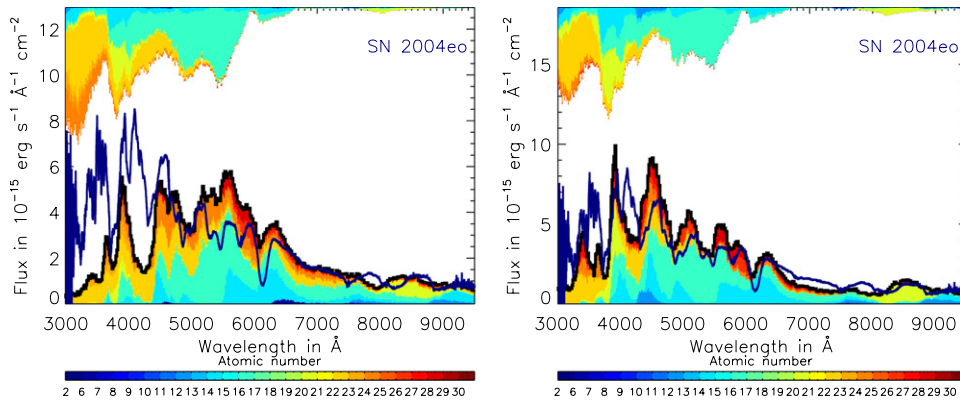 SN 2004eo
Flux in 10⁻¹⁵ erg s⁻¹ Å⁻¹ cm⁻²
12
10
8
6
4
2
0
3000 4000 5000 6000 7000 8000 9000
Wavelength in Å
Atomic number
2 6 7 8 9 10 11 12 13 14 15 16 17 18 19 20 21 22 23 24 25 26 27 28 29 30
SN 2004eo
Flux in 10⁻¹⁵ erg s⁻¹ Å⁻¹ cm⁻²
15
10
5
0
3000 4000 5000 6000 7000 8000 9000
Wavelength in Å
Atomic number
2 6 7 8 9 10 11 12 13 14 15 16 17 18 19 20 21 22 23 24 25 26 27 28 29 30